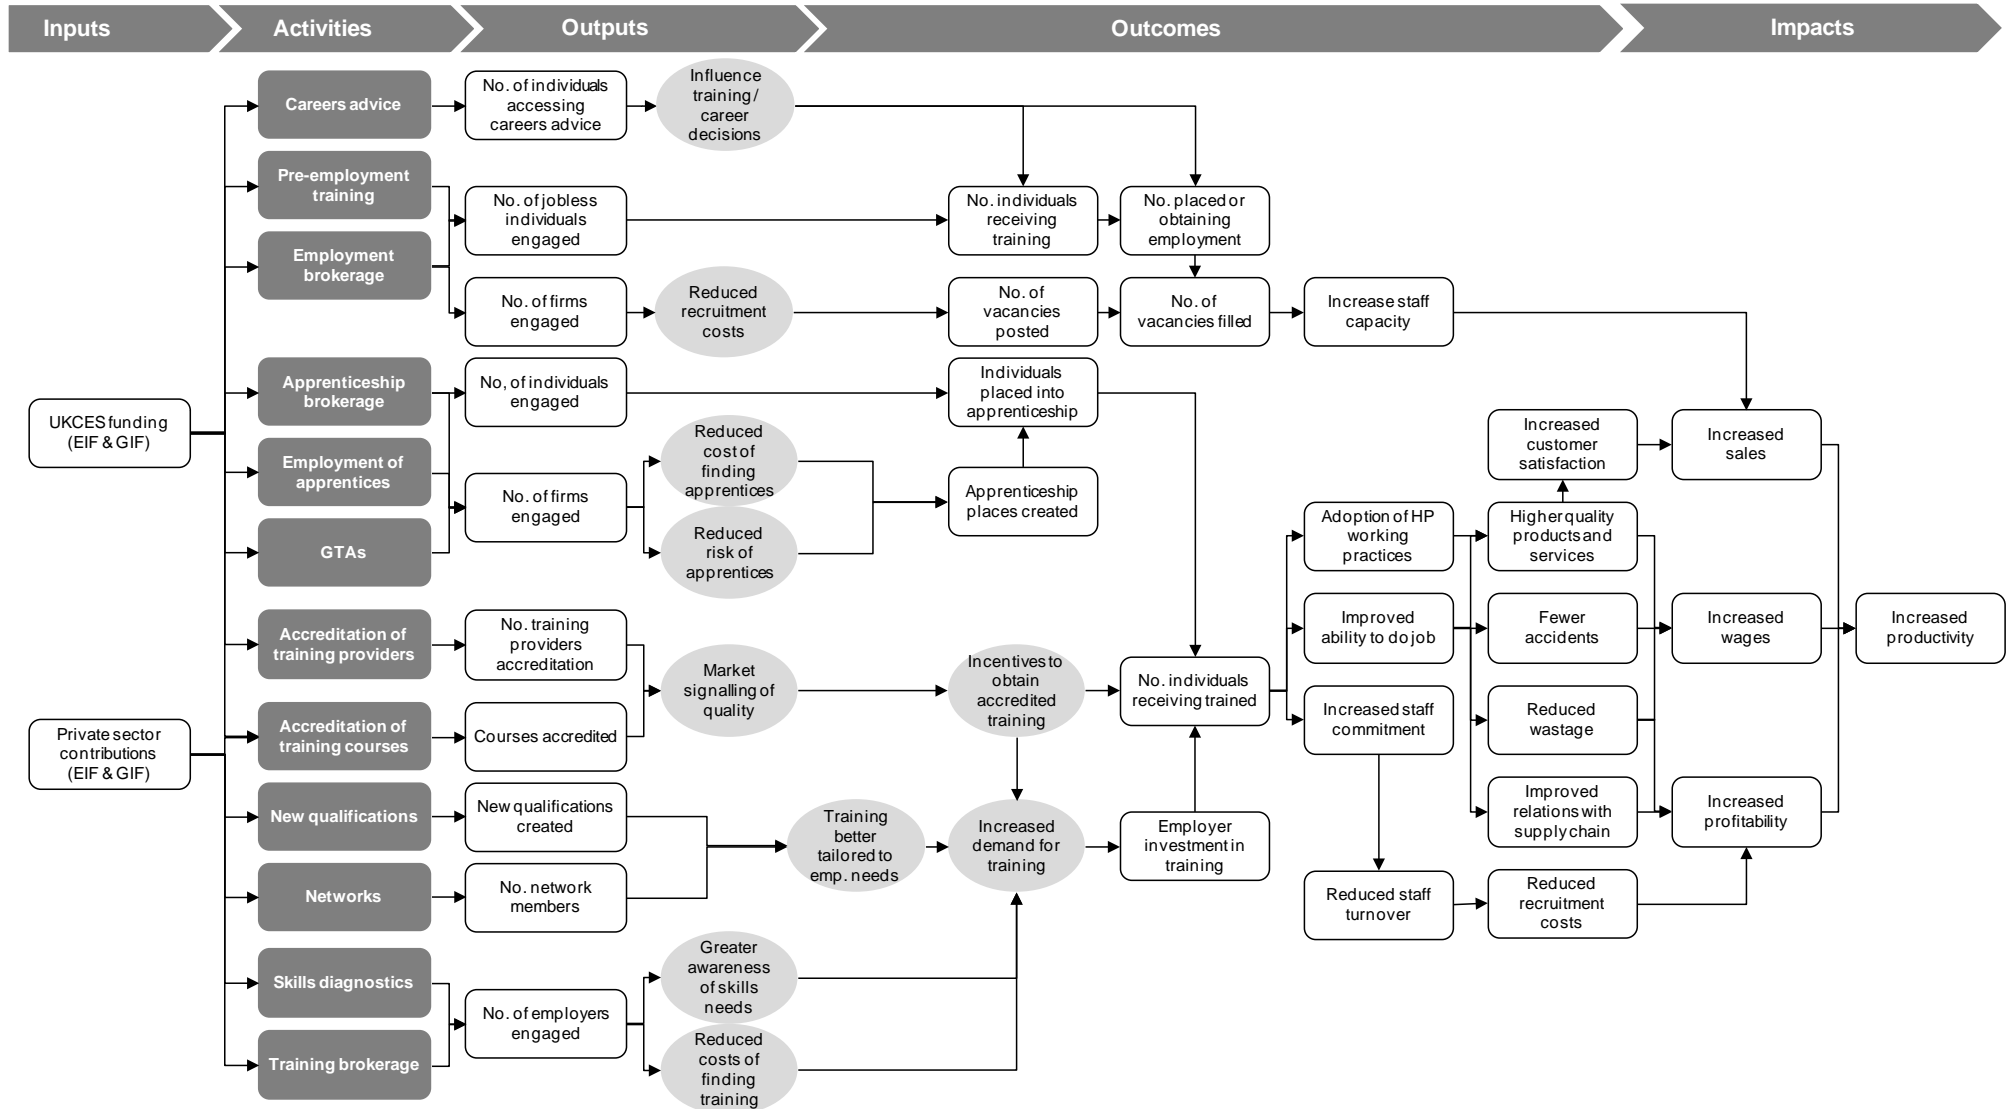 Inputs
Activities
Outputs
Outcomes
Impacts
UKCES funding
(EIF & GIF)
Private sector
contributions
(EIF & GIF)
Careers advice
Pre-employment
training
Employment
brokerage
Apprenticeship
brokerage
Employment of
apprentices
GTAs
Accreditation of
training providers
Accreditation of
training courses
New qualifications
Networks
Skills diagnostics
Training brokerage
No. of individuals
accessing
careers advice
No. of jobless
individuals
engaged
No. of firms
engaged
No, of individuals
engaged
No. of firms
engaged
No. training
providers
accreditation
Courses accredited
New qualifications
created
No. network
members
No. of employers
engaged
Influence
training /
career
decisions
Reduced
recruitment
costs
Reduced
cost of
finding
apprentices
Reduced
risk of
apprentices
Market
signalling of
quality
Training
better
tailored to
emp. needs
Greater
awareness
of skills
needs
Reduced
costs of
finding
training
No. individuals
receiving
training
No. of
vacancies
posted
Individuals
placed into
apprenticeship
Apprenticeship
places created
Incentives to
obtain
accredited
training
Increased
demand for
training
No. placed or
obtaining
employment
No. of
vacancies filled
No. individuals
receiving trained
Employer
investment in
training
Increase staff
capacity
Adoption of HP
working
practices
Improved
ability to do job
Increased staff
commitment
Reduced staff
turnover
Increased
customer
satisfaction
Higher quality
products and
services
Fewer
accidents
Reduced
wastage
Improved
relations with
supply chain
Reduced
recruitment
costs
Increased
sales
Increased
wages
Increased
profitability
Increased
productivity